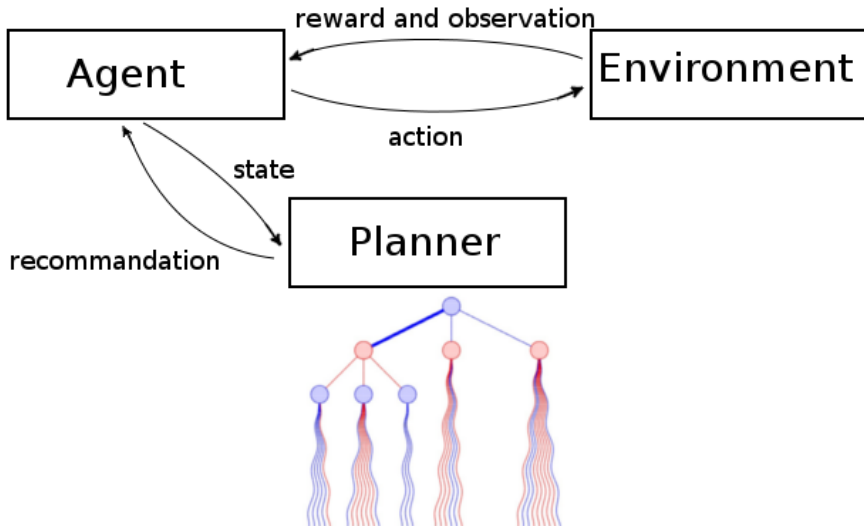 reward and observation
Agent
Environment
action
state
Planner
recommandation